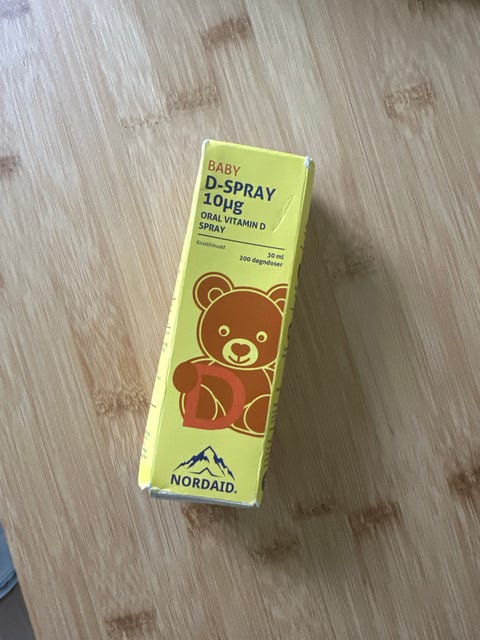 BABY
D-SPRAY
10µg
ORAL VITAMIN D
SPRAY
Kosttilskudd
30 ml
200 døgndoser
D
NORDAID®